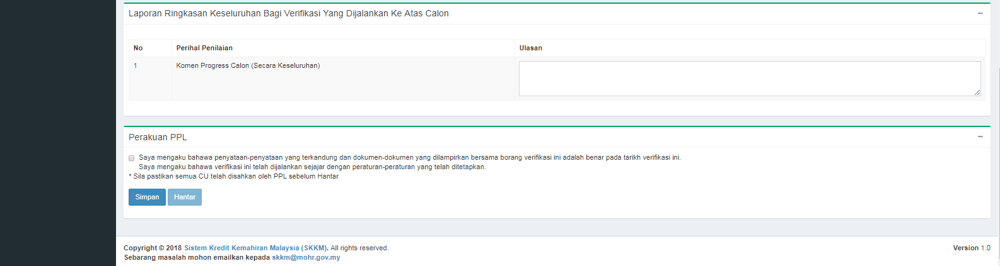 Laporan Ringkasan Keseluruhan Bagi Verifikasi Yang Dijalankan Ke Atas Calon
No Perihal Penilaian Ulasan
1 Komen Progress Calon (Secara Keseluruhan)
Perakuan PPL
Saya mengaku bahawa penyataan-penyataan yang terkandung dan dokumen-dokumen yang dilampirkan bersama borang verifikasi ini adalah benar pada tarikh verifikasi ini.
Saya mengaku bahawa verifikasi ini telah dijalankan sejajar dengan peraturan-peraturan yang telah ditetapkan.
* Sila pastikan semua CU telah disahkan oleh PPL sebelum Hantar
Simpan Hantar
Copyright © 2018 Sistem Kredit Kemahiran Malaysia (SKKM). All rights reserved. Version 1.0
Sebarang masalah mohon emailkan kepada skkm@mohr.gov.my